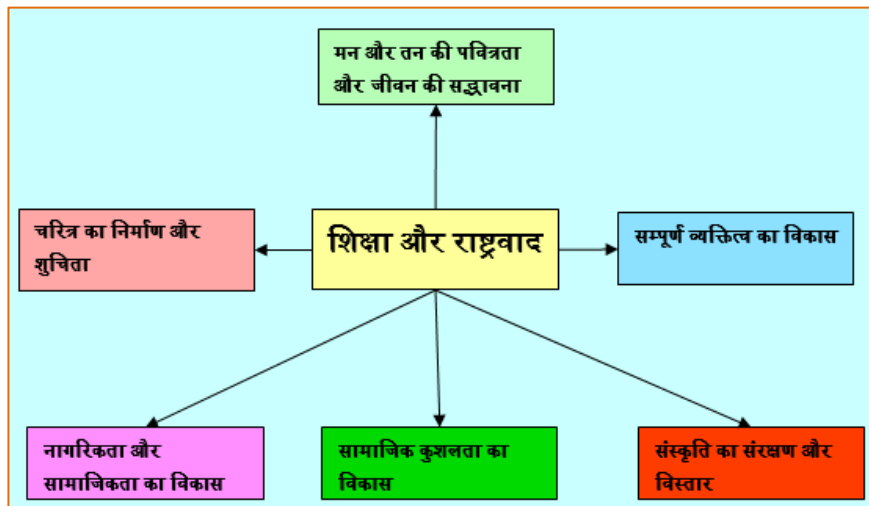 मन और तन की पवित्रता
और जीवन की सद्भावना
चरित्र का निर्माण और
शुचिता
शिक्षा और राष्ट्रवाद
सम्पूर्ण व्यक्तित्व का विकास
नागरिकता और
सामाजिकता का विकास
सामाजिक कुशलता का
विकास
संस्कृति का संरक्षण और
विस्तार